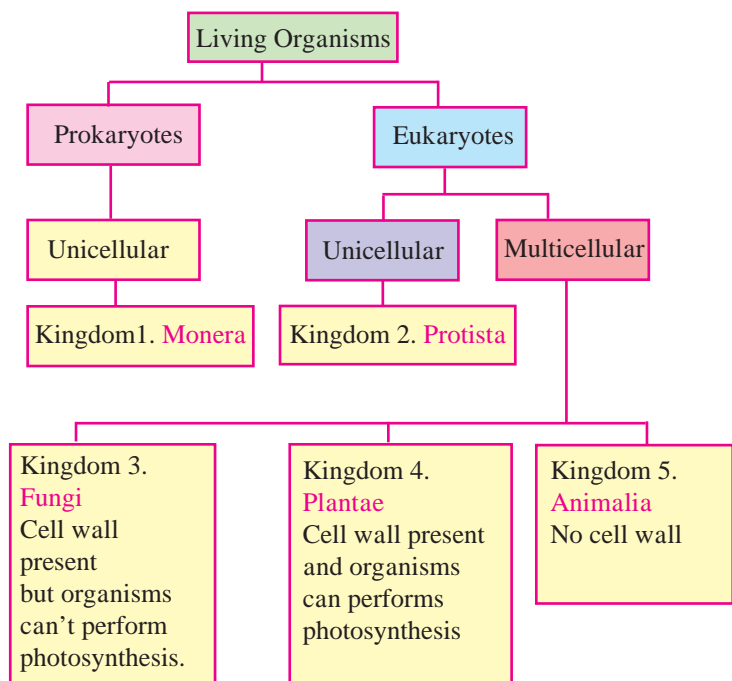 Living Organisms
Prokaryotes
Eukaryotes
Unicellular
Unicellular
Multicellular
Kingdom1. Monera
Kingdom 2. Protista
Kingdom 3.
Fungi
Cell wall
present
but organisms
can't perform
photosynthesis.
Kingdom 4.
Plantae
Cell wall present
and organisms
can performs
photosynthesis
Kingdom 5.
Animalia
No cell wall